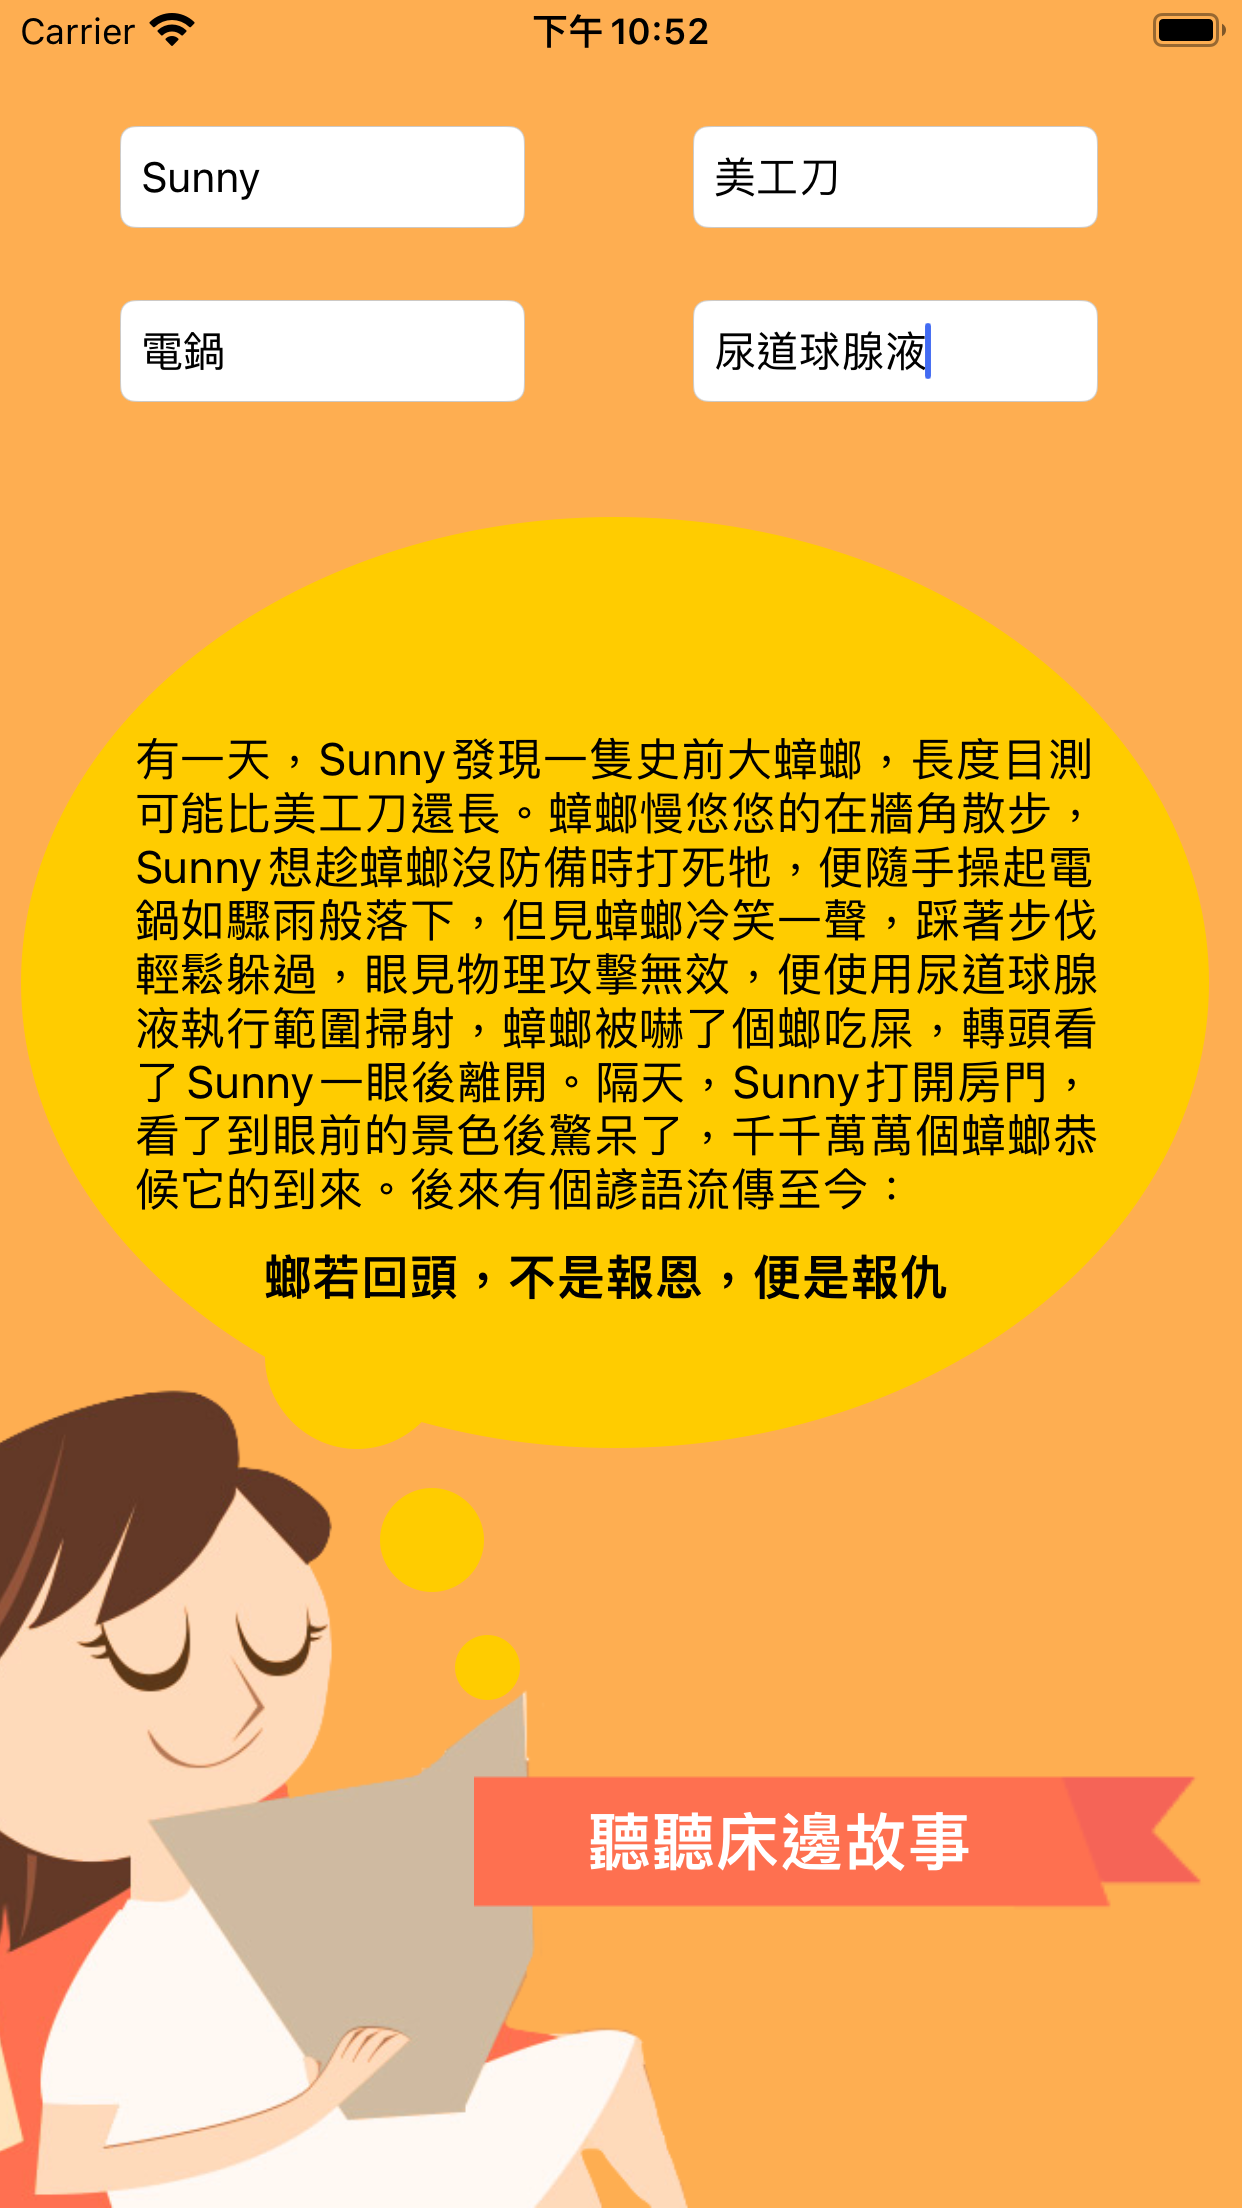 Carrier
下午10:52
Sunny
美工刀
電鍋
尿道球腺液
有一天，Sunny發現一隻史前大蟑螂，長度目測
可能比美工刀還長。蟑螂慢悠悠的在牆角散步，
Sunny想趁蟑螂沒防備時打死牠，便隨手操起電
鍋如驟雨般落下，但見蟑螂冷笑一聲，踩著步伐
輕鬆躲過，眼見物理攻擊無效，便使用尿道球腺
液執行範圍掃射，蟑螂被嚇了個螂吃屎，轉頭看
了Sunny一眼後離開。隔天，Sunny打開房門，
看了到眼前的景色後驚呆了，千千萬萬個蟑螂恭
候它的到來。後來有個諺語流傳至今：
螂若回頭，不是報恩，便是報仇
聽聽床邊故事